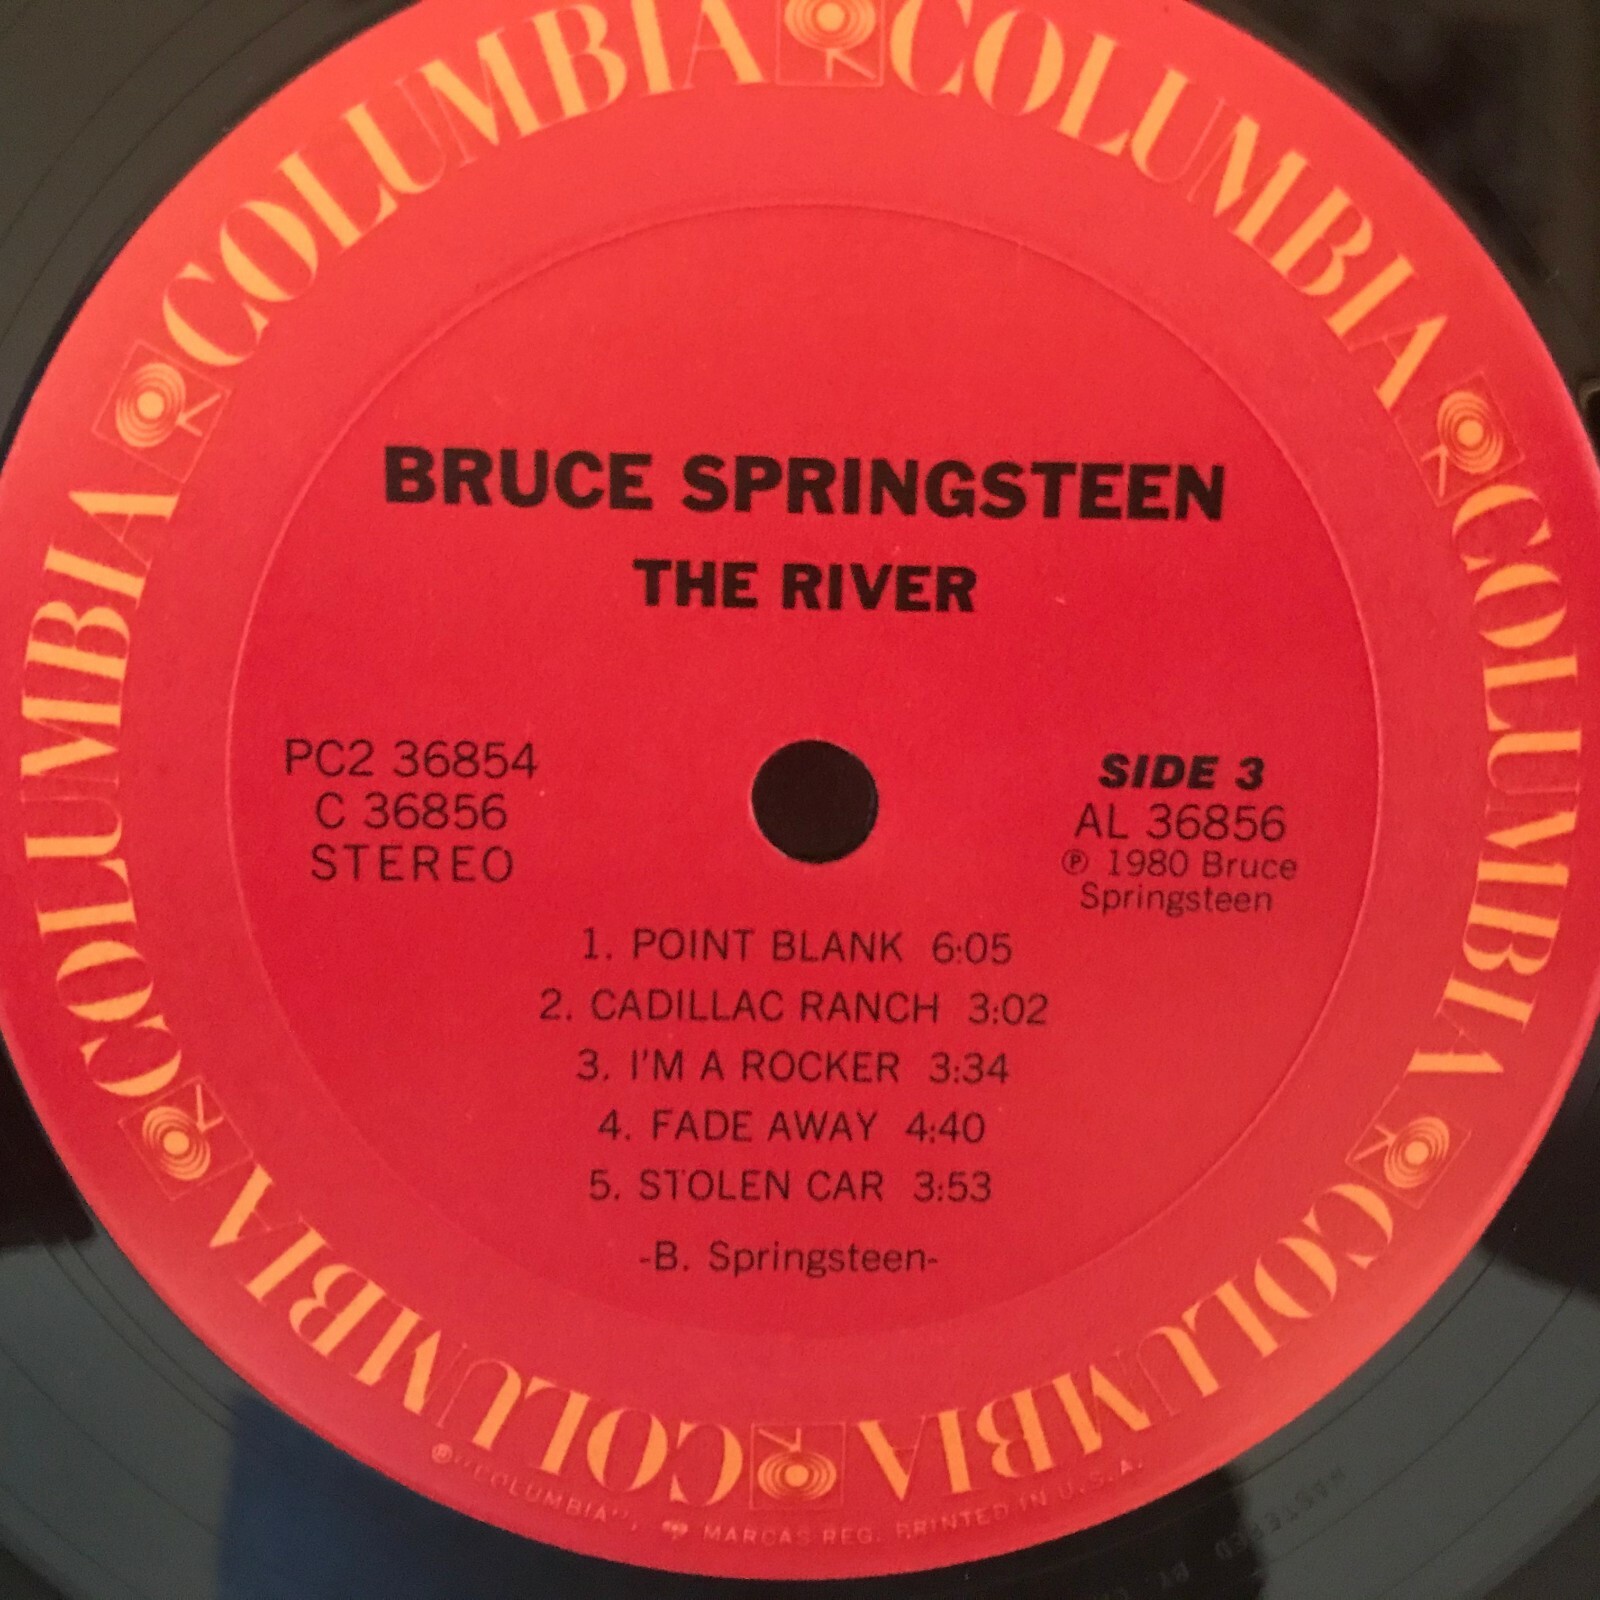 COLUMBIA COLUMBIA COLUMBIA COLUMBIA COLUMBIA COLUMBIA
BRUCE SPRINGSTEEN
THE RIVER
PC2 36854
C 36856
STEREO
SIDE 3
AL 36856
℗ 1980 Bruce
Springsteen
1. POINT BLANK 6:05
2. CADILLAC RANCH 3:02
3. I'M A ROCKER 3:34
4. FADE AWAY 4:40
5. STOLEN CAR 3:53
-B. Springsteen-
® "COLUMBIA", MARCAS REG. PRINTED IN U.S.A.
MASTERED BY